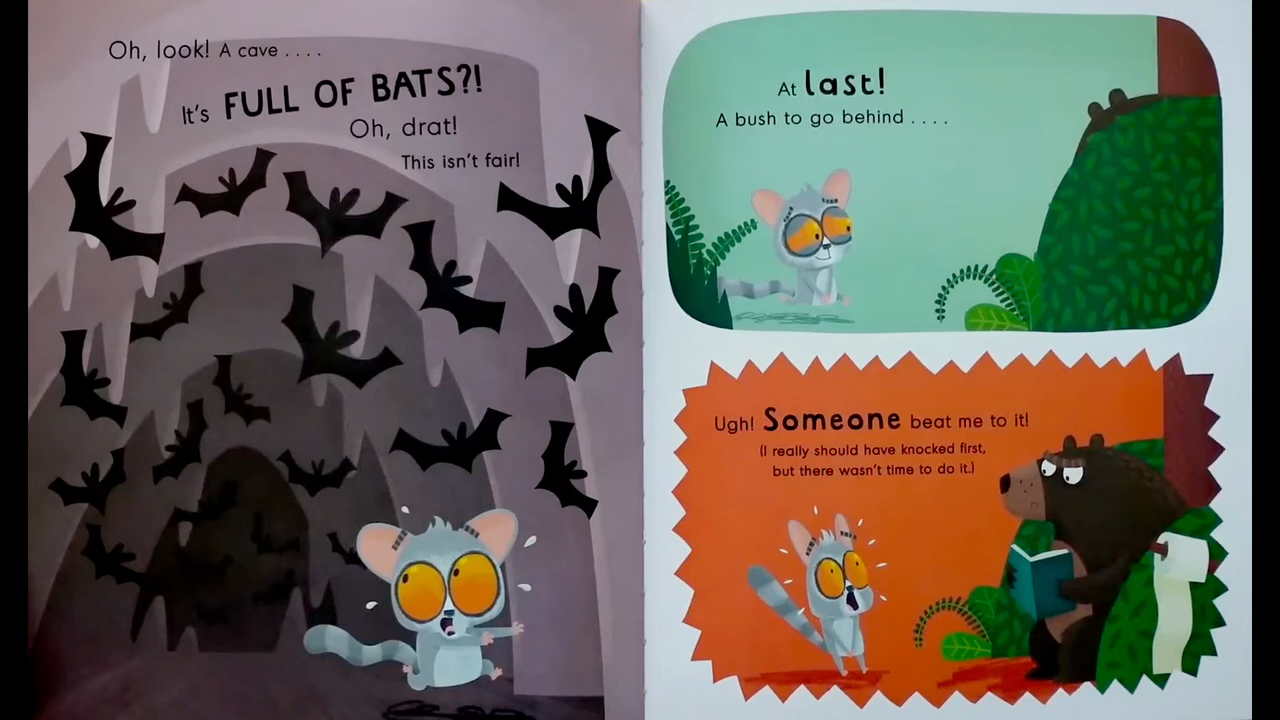 Oh, look! A cave . . . .
It's FULL OF BATS?!
Oh, drat!
This isn't fair!
At last!
A bush to go behind . . . .
Ugh! Someone beat me to it!
(I really should have knocked first,
but there wasn't time to do it.)